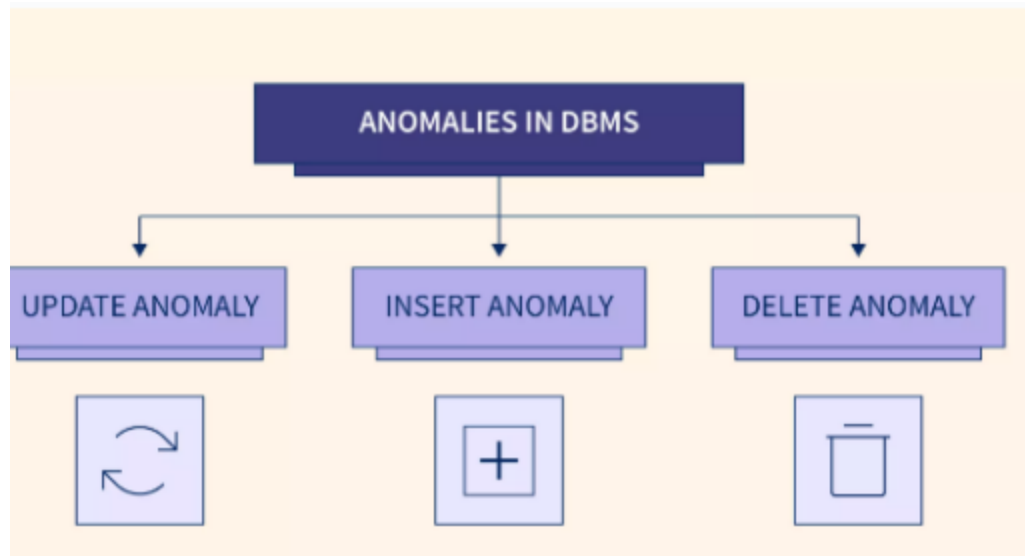 ANOMALIES IN DBMS
UPDATE ANOMALY
INSERT ANOMALY
DELETE ANOMALY